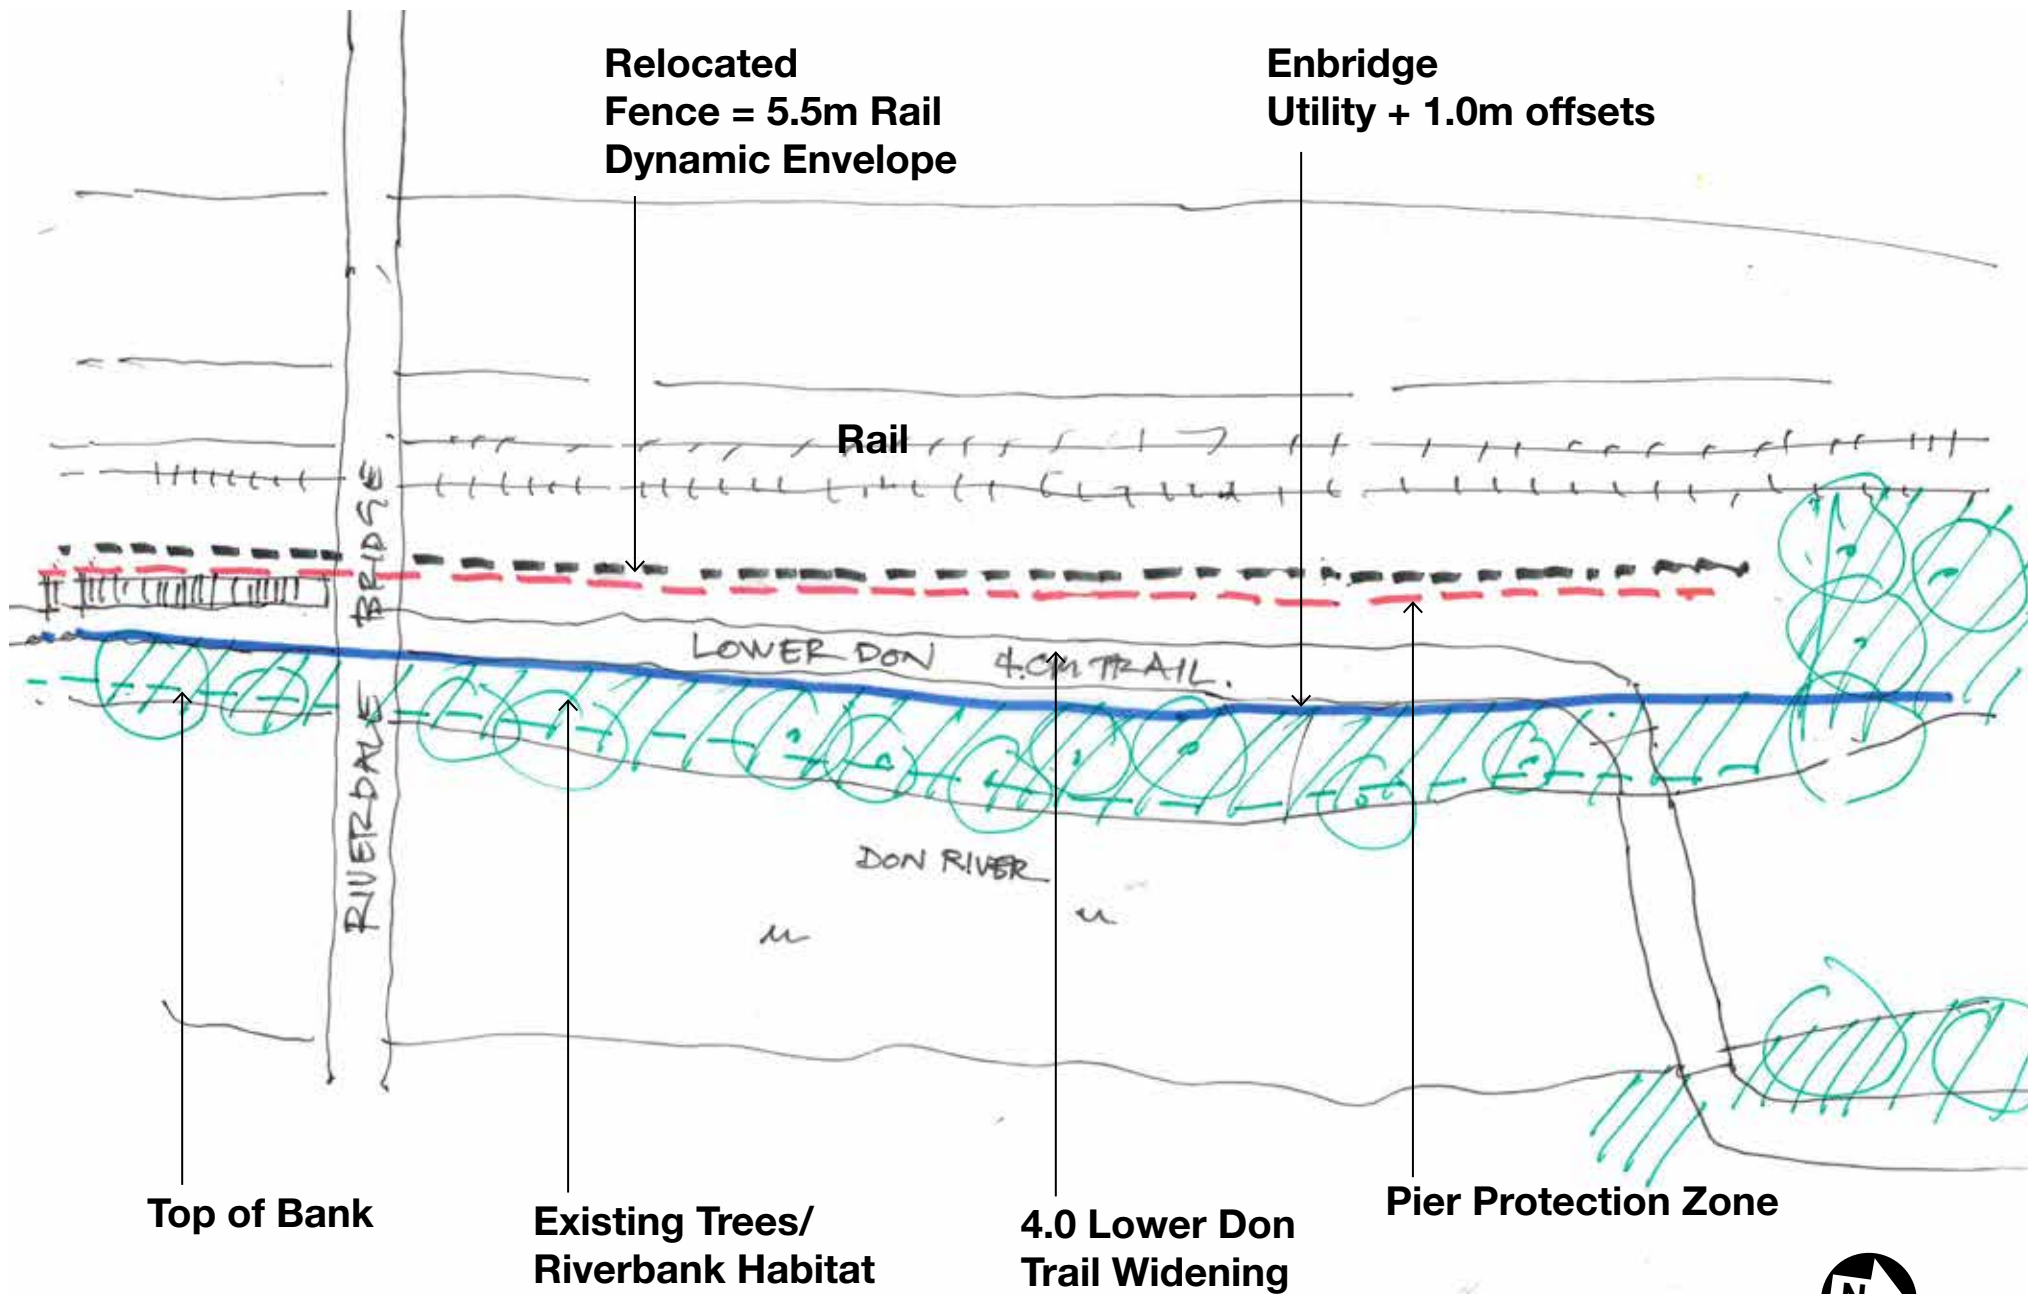 Relocated
Fence = 5.5m Rail
Dynamic Envelope
Enbridge
Utility + 1.0m offsets
Rail
RIVERDALE BRIDGE
LOWER DON 4.0M TRAIL.
DON RIVER
Top of Bank
Existing Trees/
Riverbank Habitat
4.0 Lower Don
Trail Widening
Pier Protection Zone
N